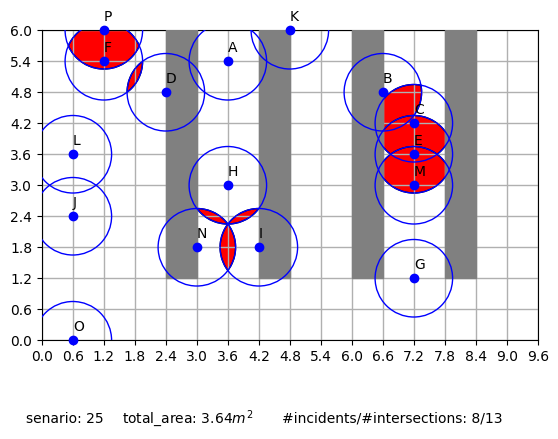 P
K
6.0
F
A
5.4
D
B
4.8
C
4.2
L
E
3.6
H
M
3.0
J
2.4
N
I
1.8
G
1.2
0.6
O
0.0
0.0 0.6 1.2 1.8 2.4 3.0 3.6 4.2 4.8 5.4 6.0 6.6 7.2 7.8 8.4 9.0 9.6
senario: 25 total_area: 3.64m² #incidents/#intersections: 8/13